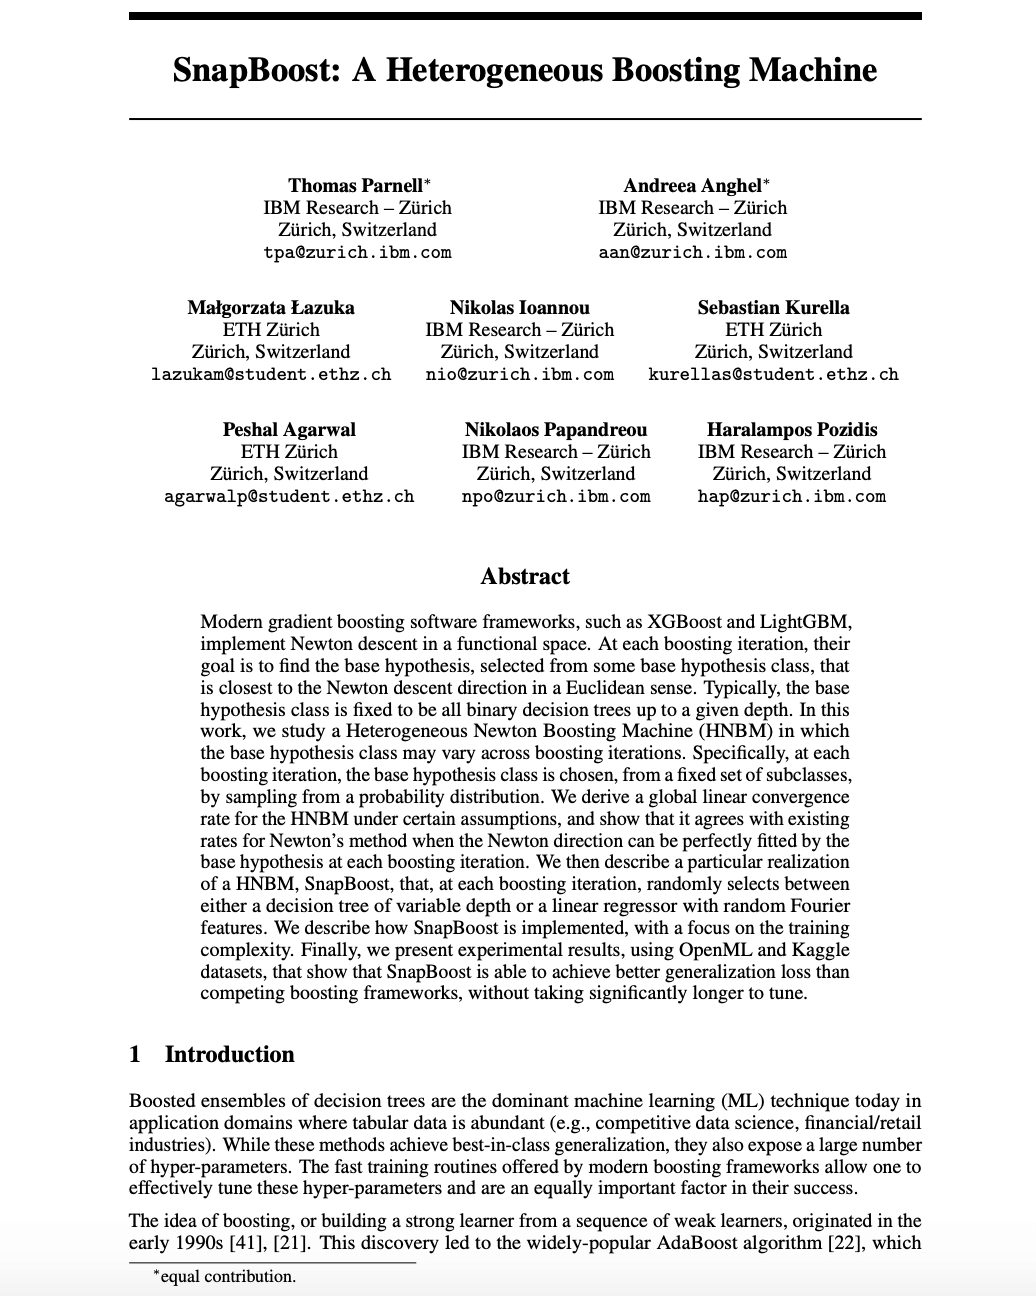 SnapBoost: A Heterogeneous Boosting Machine
Thomas Parnell*
IBM Research – Zürich
Zürich, Switzerland
tpa@zurich.ibm.com
Andreea Anghel*
IBM Research – Zürich
Zürich, Switzerland
aan@zurich.ibm.com
Małgorzata Łazuka
ETH Zürich
Zürich, Switzerland
lazukam@student.ethz.ch
Nikolas Ioannou
IBM Research – Zürich
Zürich, Switzerland
nio@zurich.ibm.com
Sebastian Kurella
ETH Zürich
Zürich, Switzerland
kurellas@student.ethz.ch
Peshal Agarwal
ETH Zürich
Zürich, Switzerland
agarwalp@student.ethz.ch
Nikolaos Papandreou
IBM Research – Zürich
Zürich, Switzerland
npo@zurich.ibm.com
Haralampos Pozidis
IBM Research – Zürich
Zürich, Switzerland
hap@zurich.ibm.com
Abstract
Modern gradient boosting software frameworks, such as XGBoost and LightGBM,
implement Newton descent in a functional space. At each boosting iteration, their
goal is to find the base hypothesis, selected from some base hypothesis class, that
is closest to the Newton descent direction in a Euclidean sense. Typically, the base
hypothesis class is fixed to be all binary decision trees up to a given depth. In this
work, we study a Heterogeneous Newton Boosting Machine (HNBM) in which
the base hypothesis class may vary across boosting iterations. Specifically, at each
boosting iteration, the base hypothesis class is chosen, from a fixed set of subclasses,
by sampling from a probability distribution. We derive a global linear convergence
rate for the HNBM under certain assumptions, and show that it agrees with existing
rates for Newton's method when the Newton direction can be perfectly fitted by the
base hypothesis at each boosting iteration. We then describe a particular realization
of a HNBM, SnapBoost, that, at each boosting iteration, randomly selects between
either a decision tree of variable depth or a linear regressor with random Fourier
features. We describe how SnapBoost is implemented, with a focus on the training
complexity. Finally, we present experimental results, using OpenML and Kaggle
datasets, that show that SnapBoost is able to achieve better generalization loss than
competing boosting frameworks, without taking significantly longer to tune.
1 Introduction
Boosted ensembles of decision trees are the dominant machine learning (ML) technique today in
application domains where tabular data is abundant (e.g., competitive data science, financial/retail
industries). While these methods achieve best-in-class generalization, they also expose a large number
of hyper-parameters. The fast training routines offered by modern boosting frameworks allow one to
effectively tune these hyper-parameters and are an equally important factor in their success.
The idea of boosting, or building a strong learner from a sequence of weak learners, originated in the
early 1990s [41], [21]. This discovery led to the widely-popular AdaBoost algorithm [22], which
*equal contribution.